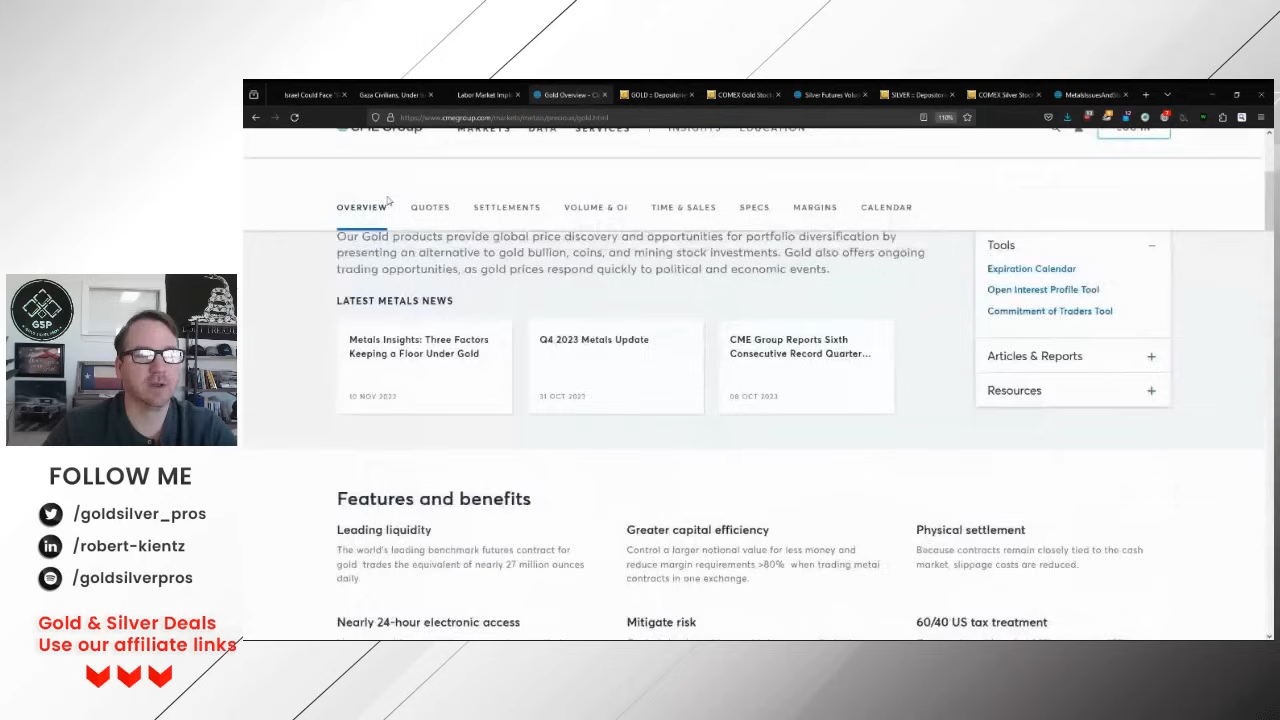 Israel Could Face
Gaza Civilians, Under
Labor Market
Gold Overview
GOLD :: Depositorie
COMEX Gold Stock
Silver Futures
SILVER :: Depositor
COMEX Silver Stoc
MetalsIssuesAnd
https://www.cmegroup.com/markets/metals/precious/gold.html
110%
CME Group
MARKETS
DATA
SERVICES
INSIGHTS
EDUCATION
LOG IN
OVERVIEW
QUOTES
SETTLEMENTS
VOLUME & OI
TIME & SALES
SPECS
MARGINS
CALENDAR
Our Gold products provide global price discovery and opportunities for portfolio diversification by
presenting an alternative to gold bullion, coins, and mining stock investments. Gold also offers ongoing
trading opportunities, as gold prices respond quickly to political and economic events.
Tools
Expiration Calendar
Open Interest Profile Tool
Commitment of Traders Tool
Articles & Reports
Resources
LATEST METALS NEWS
Metals Insights: Three Factors
Keeping a Floor Under Gold
10 NOV 2023
Q4 2023 Metals Update
31 OCT 2023
CME Group Reports Sixth
Consecutive Record Quarter...
08 OCT 2023
Features and benefits
Leading liquidity
The world's leading benchmark futures contract for
gold trades the equivalent of nearly 27 million ounces
daily.
Greater capital efficiency
Control a larger notional value for less money and
reduce margin requirements >80% when trading metal
contracts in one exchange.
Physical settlement
Because contracts remain closely tied to the cash
market, slippage costs are reduced.
Nearly 24-hour electronic access
Mitigate risk
60/40 US tax treatment
GSP
FOLLOW ME
/goldsilver_pros
/robert-kientz
/goldsilverpros
Gold & Silver Deals
Use our affiliate links